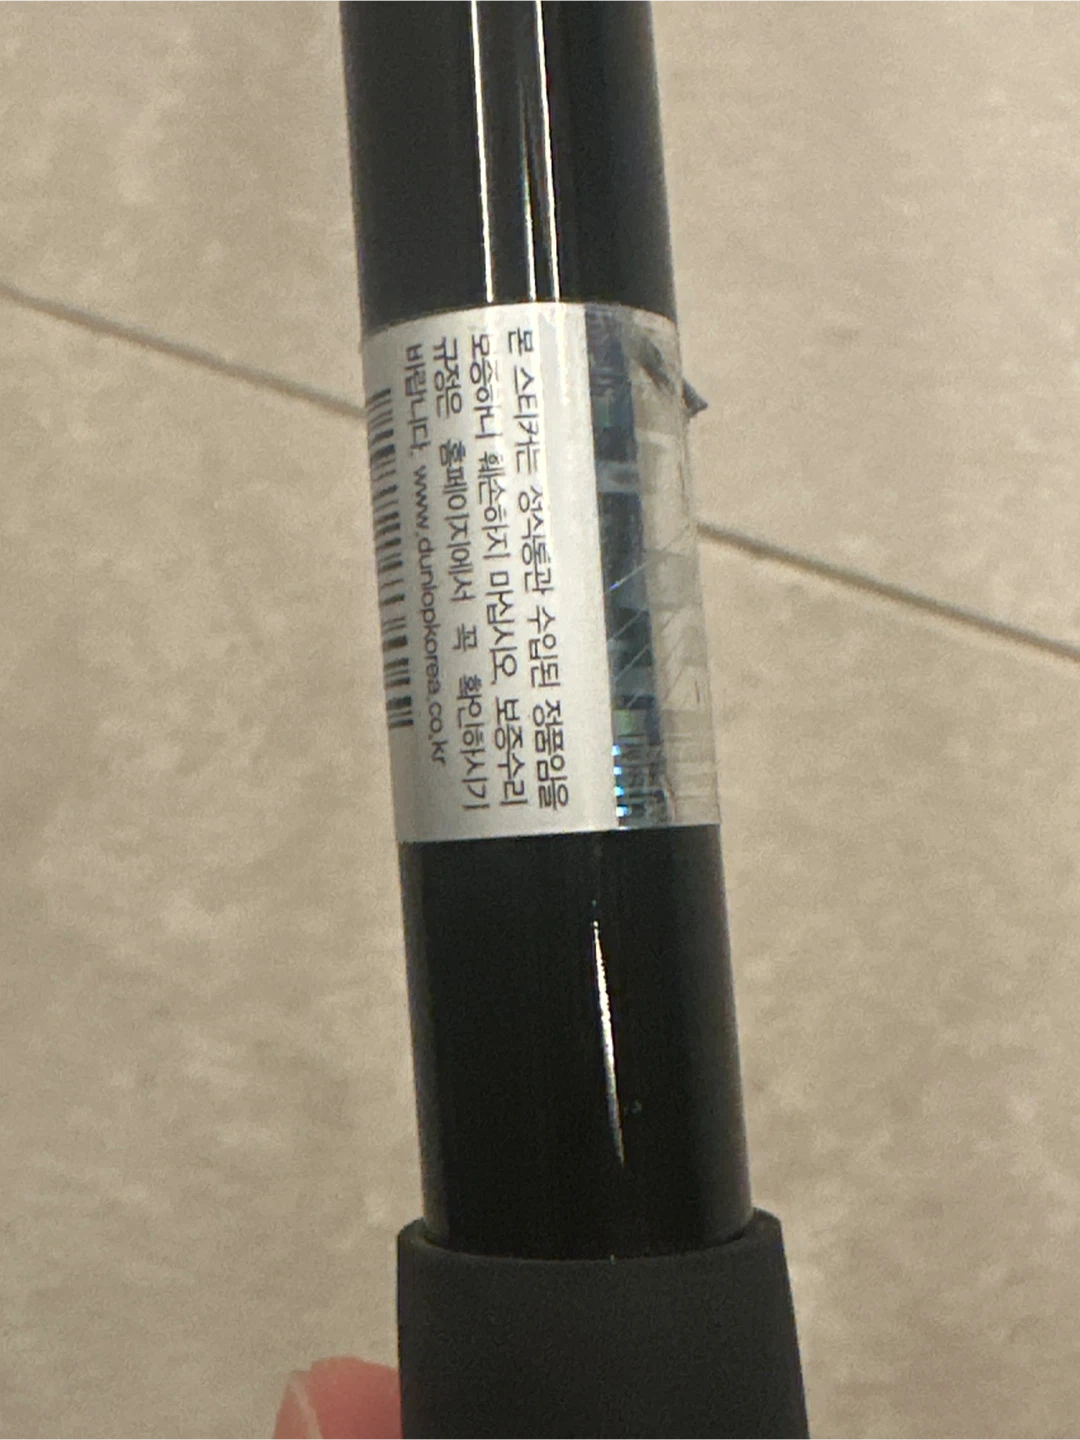 본 스티커는 정식통관 수입된 정품임을
보증하니 훼손하지 마십시오. 보증수리
규정은 홈페이지에서 꼭 확인하시기
바랍니다. www.dunlopkorea.co.kr